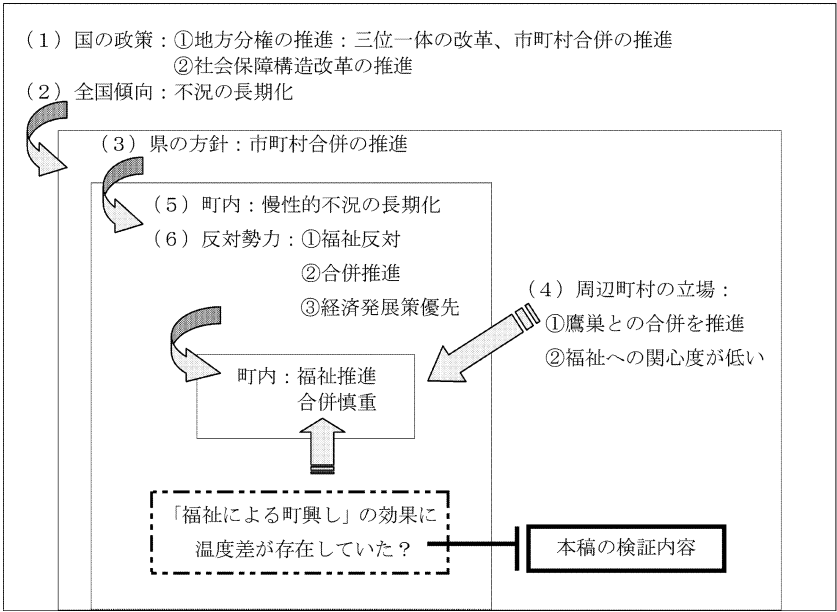 （１）国の政策：①地方分権の推進：三位一体の改革、市町村合併の推進
②社会保障構造改革の推進
（２）全国傾向：不況の長期化
（３）県の方針：市町村合併の推進
（５）町内：慢性的不況の長期化
（６）反対勢力：①福祉反対
②合併推進
③経済発展策優先
（４）周辺町村の立場：
①鷹巣との合併を推進
②福祉への関心度が低い
町内：福祉推進
合併慎重
「福祉による町興し」の効果に
温度差が存在していた？
本稿の検証内容